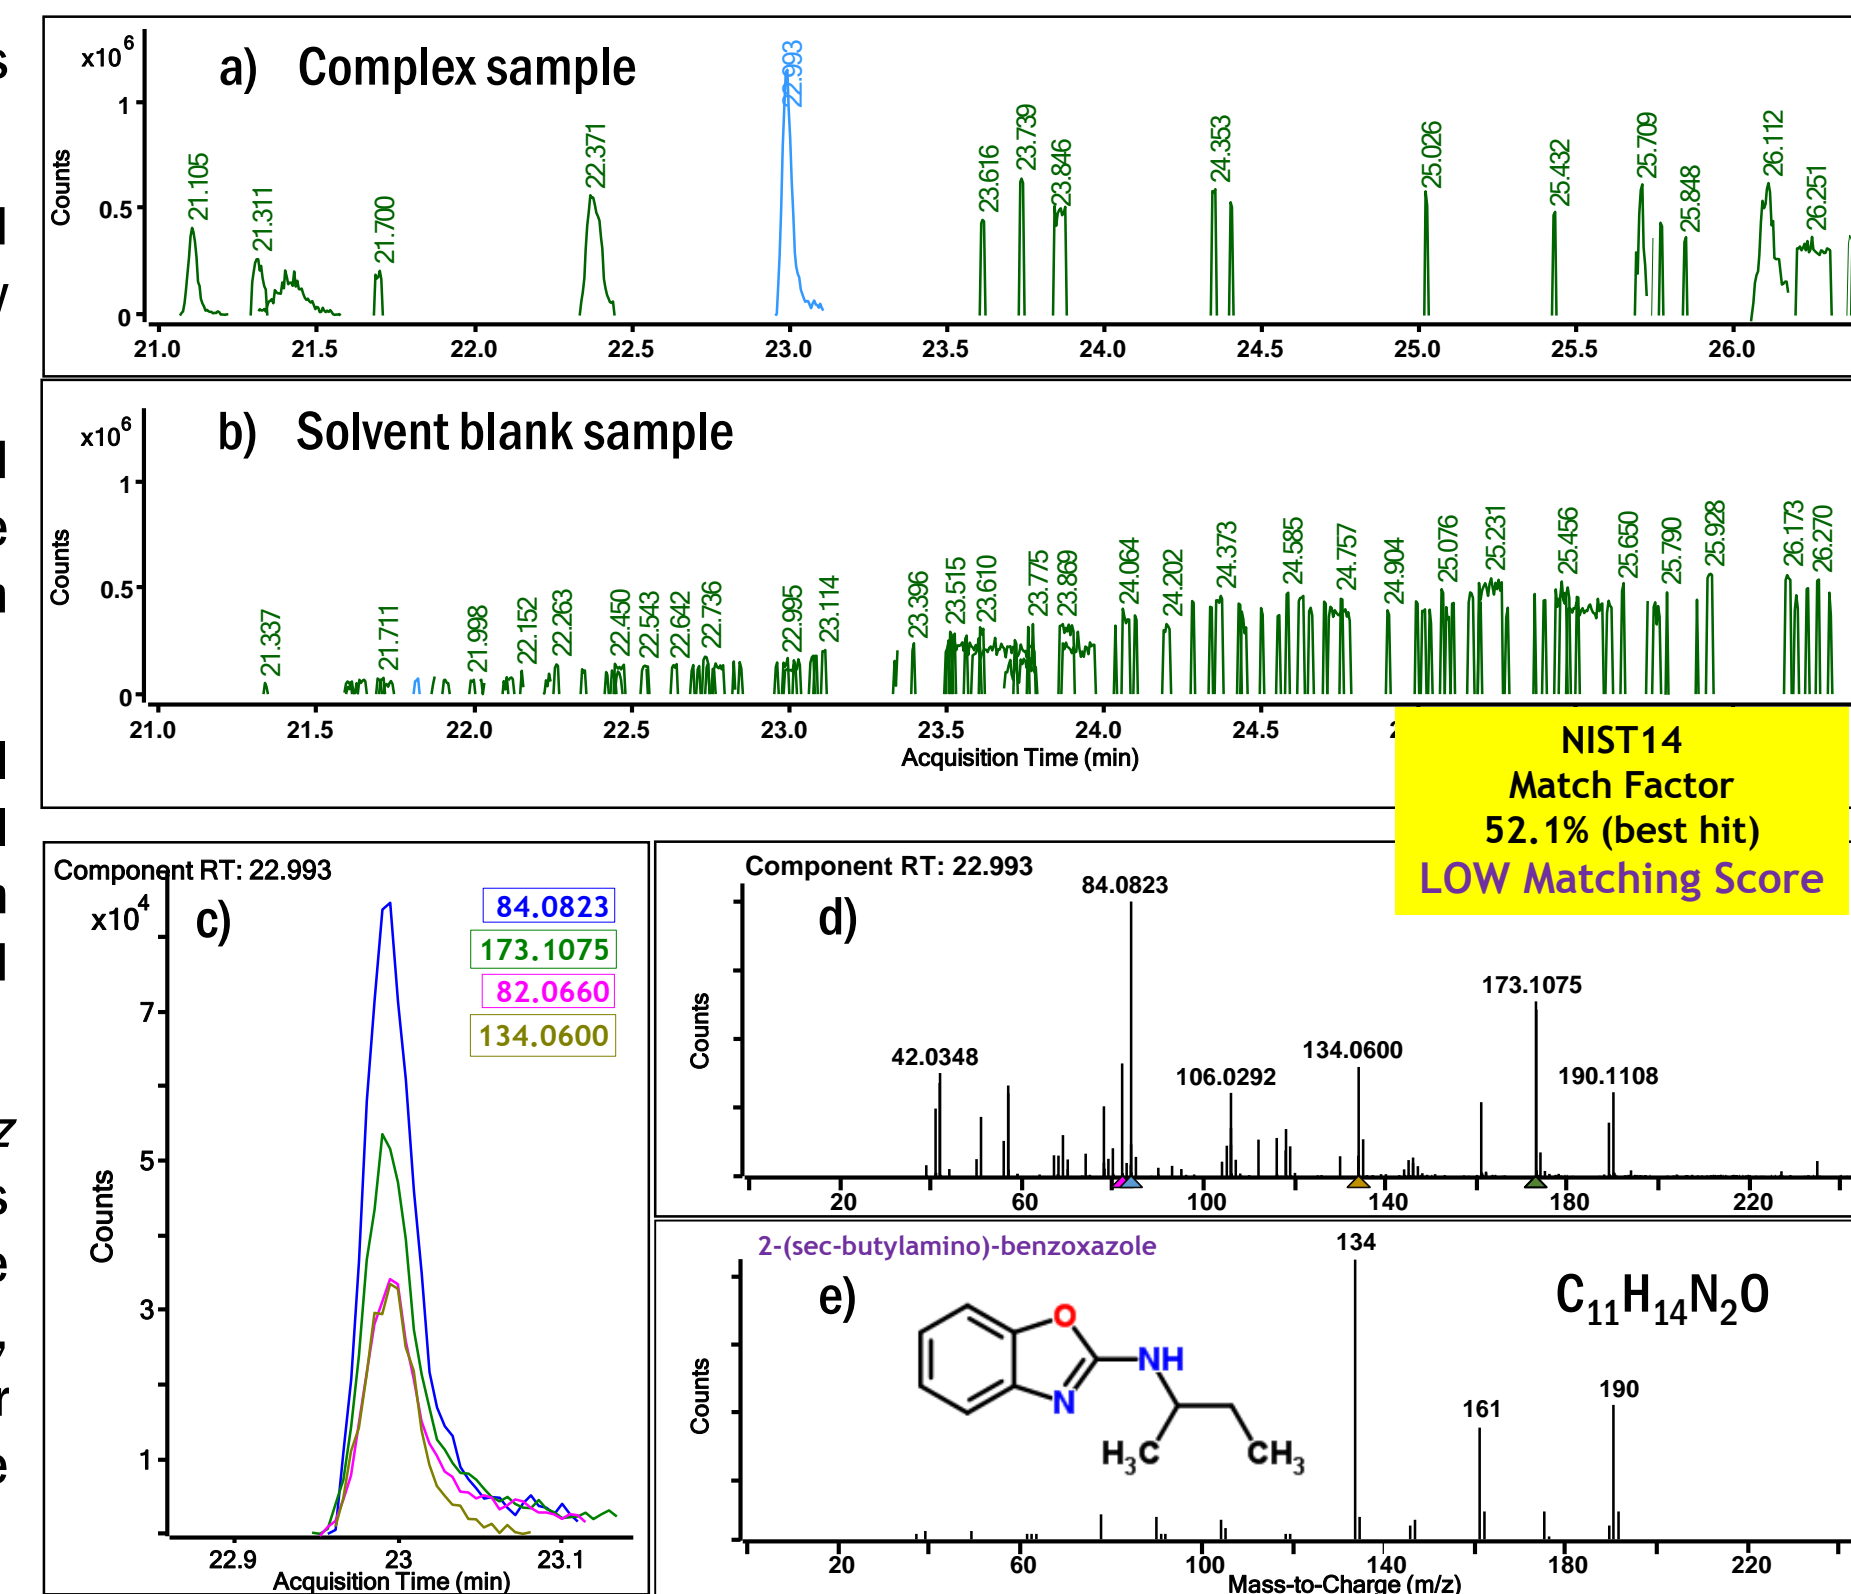 x10⁶
a) Complex sample
Counts
1
0.5
0
21.105
21.311
21.700
22.371
22.993
23.616
23.739
23.846
24.353
25.026
25.432
25.709
25.848
26.112
26.251
21.0 21.5 22.0 22.5 23.0 23.5 24.0 24.5 25.0 25.5 26.0
x10⁶
b) Solvent blank sample
Counts
1
0.5
0
21.337
21.711
21.998
22.152
22.263
22.450
22.543
22.642
22.736
22.995
23.114
23.396
23.515
23.610
23.775
23.869
24.064
24.202
24.373
24.585
24.757
24.904
25.076
25.231
25.456
25.650
25.790
25.928
26.173
26.270
21.0 21.5 22.0 22.5 23.0 23.5 24.0 24.5
Acquisition Time (min)
NIST14
Match Factor
52.1% (best hit)
LOW Matching Score
Component RT: 22.993
x10⁴
c)
84.0823
173.1075
82.0660
134.0600
Counts
7
5
3
1
22.9 23 23.1
Acquisition Time (min)
Component RT: 22.993
d)
Counts
42.0348
84.0823
106.0292
134.0600
173.1075
190.1108
20 60 100 140 180 220
2-(sec-butylamino)-benzoxazole
e)
C₁₁H₁₄N₂O
Counts
O
NH
N
H₃C
CH₃
134
161
190
20 60 100 140 180 220
Mass-to-Charge (m/z)